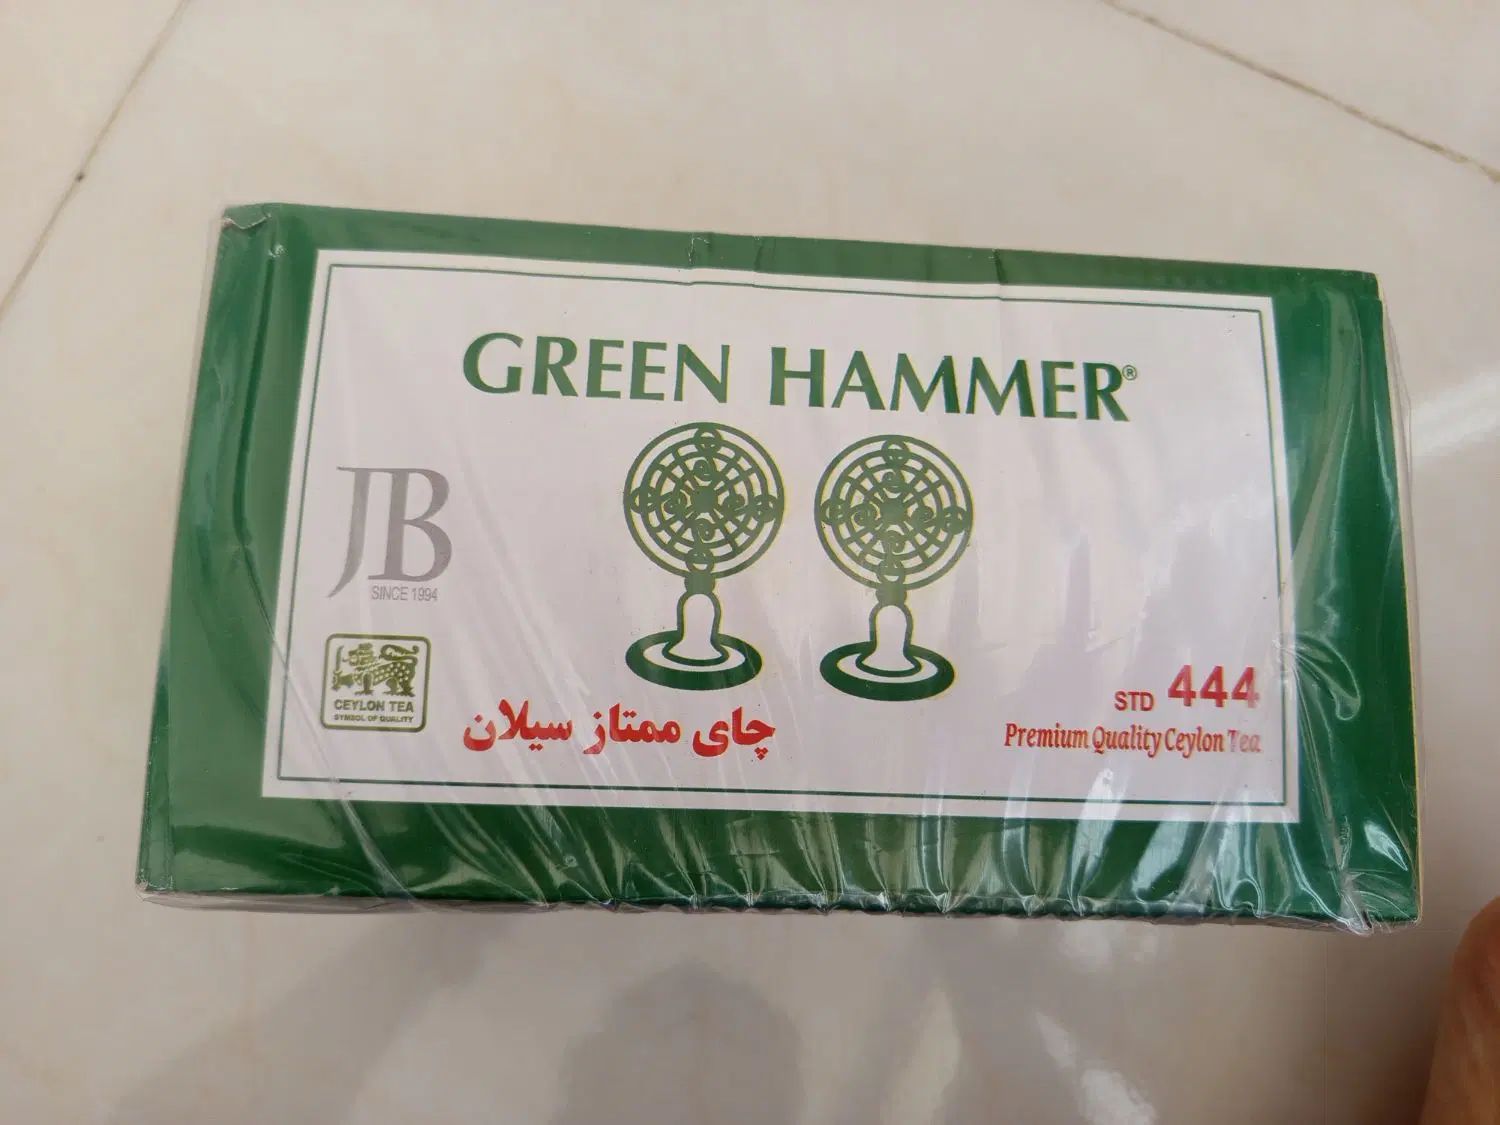 GREEN HAMMER®
JB
SINCE 1994
CEYLON TEA
SYMBOL OF QUALITY
چای ممتاز سیلان
STD 444
Premium Quality Ceylon Tea